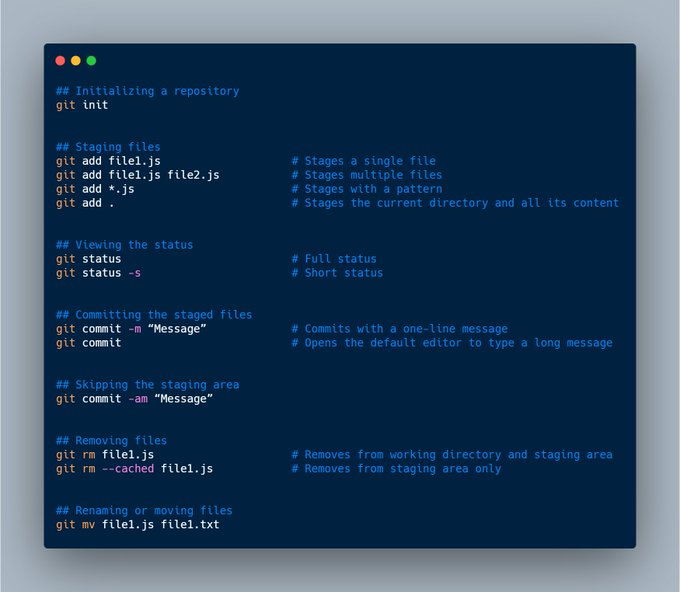 ## Initializing a repository
git init
## Staging files
git add file1.js # Stages a single file
git add file1.js file2.js # Stages multiple files
git add *.js # Stages with a pattern
git add . # Stages the current directory and all its content
## Viewing the status
git status # Full status
git status -s # Short status
## Committing the staged files
git commit -m “Message” # Commits with a one-line message
git commit # Opens the default editor to type a long message
## Skipping the staging area
git commit -am “Message”
## Removing files
git rm file1.js # Removes from working directory and staging area
git rm --cached file1.js # Removes from staging area only
## Renaming or moving files
git mv file1.js file1.txt